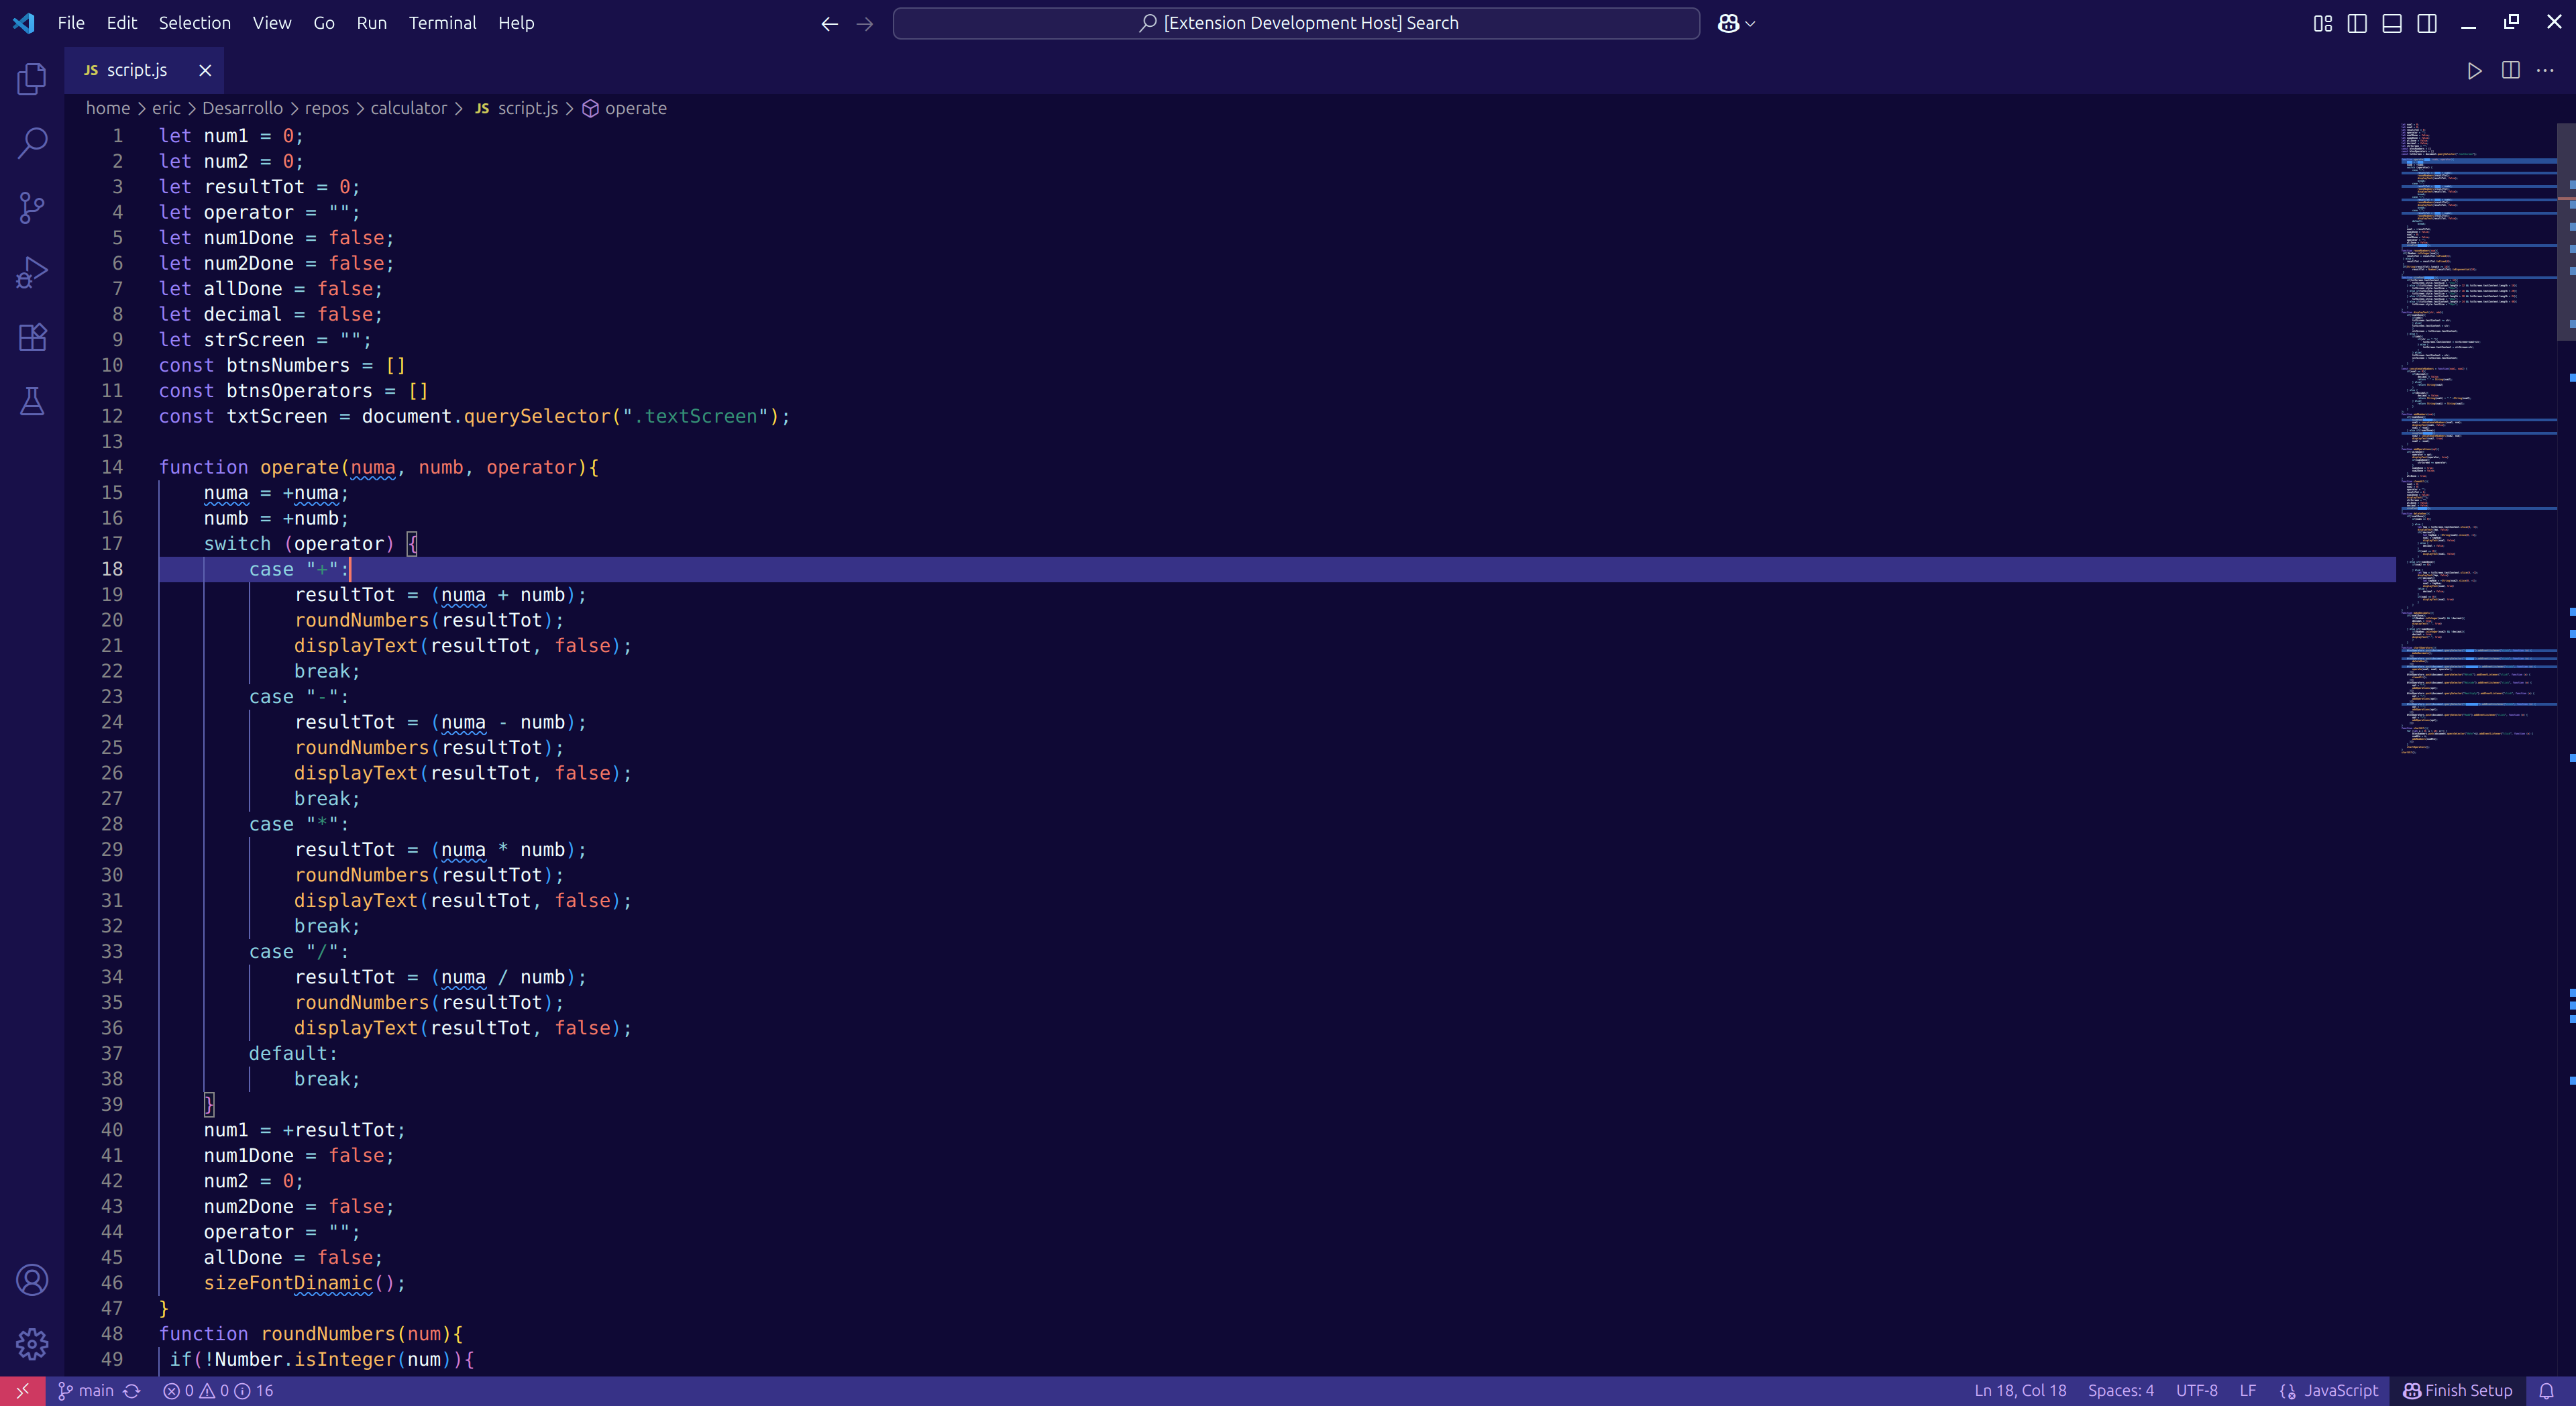 File Edit Selection View Go Run Terminal Help
[Extension Development Host] Search
JS script.js
home > eric > Desarrollo > repos > calculator > JS script.js > operate
1 let num1 = 0;
2 let num2 = 0;
3 let resultTot = 0;
4 let operator = "";
5 let num1Done = false;
6 let num2Done = false;
7 let allDone = false;
8 let decimal = false;
9 let strScreen = "";
10 const btnsNumbers = []
11 const btnsOperators = []
12 const txtScreen = document.querySelector(".textScreen");
13
14 function operate(numa, numb, operator){
15     numa = +numa;
16     numb = +numb;
17     switch (operator) {
18         case "+":
19             resultTot = (numa + numb);
20             roundNumbers(resultTot);
21             displayText(resultTot, false);
22             break;
23         case "-":
24             resultTot = (numa - numb);
25             roundNumbers(resultTot);
26             displayText(resultTot, false);
27             break;
28         case "*":
29             resultTot = (numa * numb);
30             roundNumbers(resultTot);
31             displayText(resultTot, false);
32             break;
33         case "/":
34             resultTot = (numa / numb);
35             roundNumbers(resultTot);
36             displayText(resultTot, false);
37         default:
38             break;
39     }
40     num1 = +resultTot;
41     num1Done = false;
42     num2 = 0;
43     num2Done = false;
44     operator = "";
45     allDone = false;
46     sizeFontDinamic();
47 }
48 function roundNumbers(num){
49  if(!Number.isInteger(num)){
main 0 0 16 Ln 18, Col 18 Spaces: 4 UTF-8 LF JavaScript Finish Setup